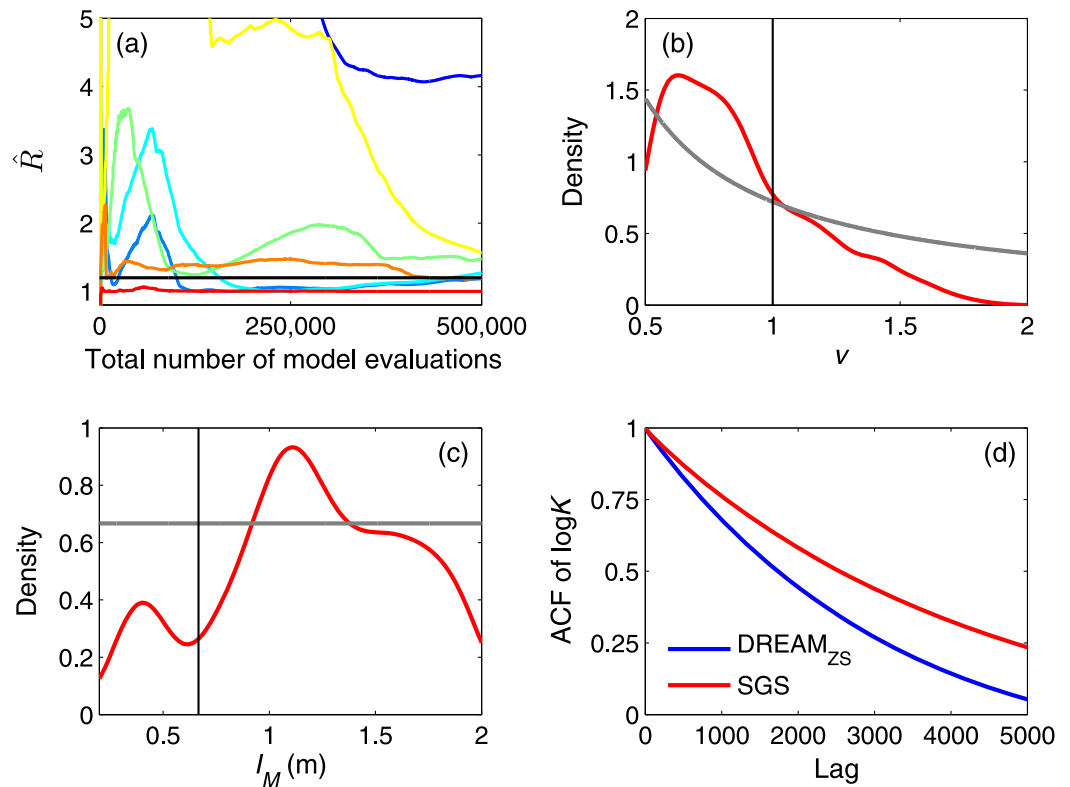 (a)
5
4
3
2
1
R̂
0 250,000 500,000
Total number of model evaluations
(b)
2
1.5
1
0.5
0
Density
0.5 1 1.5 2
ν
(c)
1
0.8
0.6
0.4
0.2
0
Density
0.5 1 1.5 2
I_M (m)
(d)
1
0.75
0.5
0.25
0
ACF of logK
DREAM_ZS
SGS
0 1000 2000 3000 4000 5000
Lag